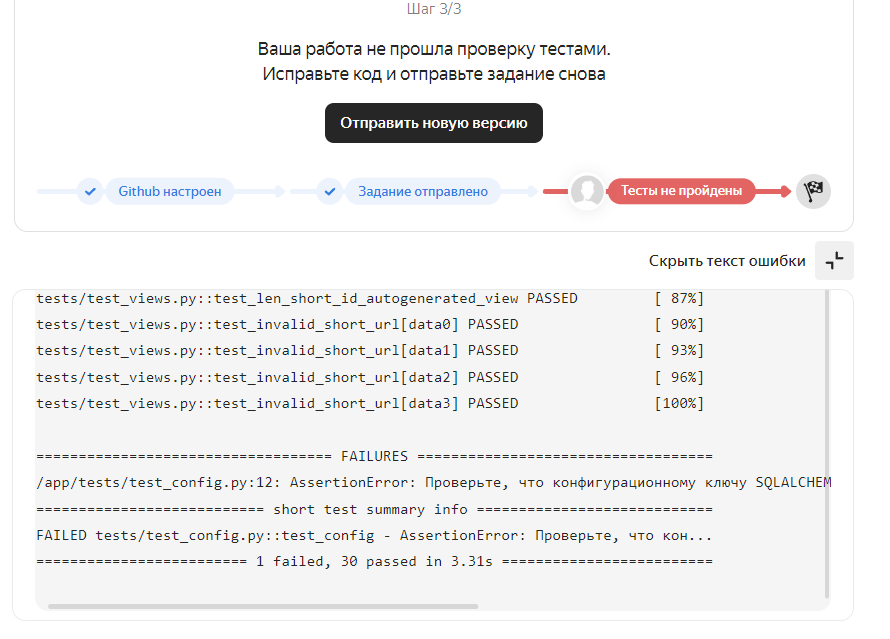 Шаг 3/3
Ваша работа не прошла проверку тестами.
Исправьте код и отправьте задание снова
Отправить новую версию
Github настроен
Задание отправлено
Тесты не пройдены
Скрыть текст ошибки
tests/test_views.py::test_len_short_id_autogenerated_view PASSED [ 87%]
tests/test_views.py::test_invalid_short_url[data0] PASSED [ 90%]
tests/test_views.py::test_invalid_short_url[data1] PASSED [ 93%]
tests/test_views.py::test_invalid_short_url[data2] PASSED [ 96%]
tests/test_views.py::test_invalid_short_url[data3] PASSED [100%]
=================================== FAILURES ===================================
/app/tests/test_config.py:12: AssertionError: Проверьте, что конфигурационному ключу SQLALCHEM
=========================== short test summary info ============================
FAILED tests/test_config.py::test_config - AssertionError: Проверьте, что кон...
========================= 1 failed, 30 passed in 3.31s =========================